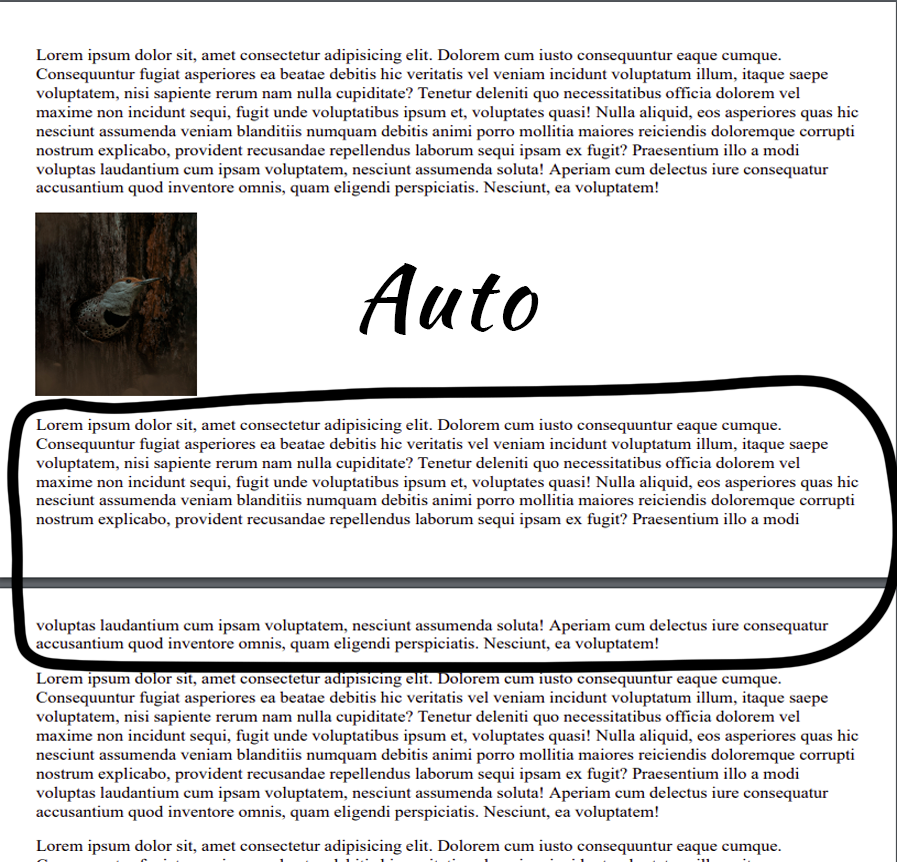 Lorem ipsum dolor sit, amet consectetur adipisicing elit. Dolorem cum iusto consequuntur eaque cumque.
Consequuntur fugiat asperiores ea beatae debitis hic veritatis vel veniam incidunt voluptatum illum, itaque saepe
voluptatem, nisi sapiente rerum nam nulla cupiditate? Tenetur deleniti quo necessitatibus officia dolorem vel
maxime non incidunt sequi, fugit unde voluptatibus ipsum et, voluptates quasi! Nulla aliquid, eos asperiores quas hic
nesciunt assumenda veniam blanditiis numquam debitis animi porro mollitia maiores reiciendis doloremque corrupti
nostrum explicabo, provident recusandae repellendus laborum sequi ipsam ex fugit? Praesentium illo a modi
voluptas laudantium cum ipsam voluptatem, nesciunt assumenda soluta! Aperiam cum delectus iure consequatur
accusantium quod inventore omnis, quam eligendi perspiciatis. Nesciunt, ea voluptatem!
Auto
Lorem ipsum dolor sit, amet consectetur adipisicing elit. Dolorem cum iusto consequuntur eaque cumque.
Consequuntur fugiat asperiores ea beatae debitis hic veritatis vel veniam incidunt voluptatum illum, itaque saepe
voluptatem, nisi sapiente rerum nam nulla cupiditate? Tenetur deleniti quo necessitatibus officia dolorem vel
maxime non incidunt sequi, fugit unde voluptatibus ipsum et, voluptates quasi! Nulla aliquid, eos asperiores quas hic
nesciunt assumenda veniam blanditiis numquam debitis animi porro mollitia maiores reiciendis doloremque corrupti
nostrum explicabo, provident recusandae repellendus laborum sequi ipsam ex fugit? Praesentium illo a modi
voluptas laudantium cum ipsam voluptatem, nesciunt assumenda soluta! Aperiam cum delectus iure consequatur
accusantium quod inventore omnis, quam eligendi perspiciatis. Nesciunt, ea voluptatem!
Lorem ipsum dolor sit, amet consectetur adipisicing elit. Dolorem cum iusto consequuntur eaque cumque.
Consequuntur fugiat asperiores ea beatae debitis hic veritatis vel veniam incidunt voluptatum illum, itaque saepe
voluptatem, nisi sapiente rerum nam nulla cupiditate? Tenetur deleniti quo necessitatibus officia dolorem vel
maxime non incidunt sequi, fugit unde voluptatibus ipsum et, voluptates quasi! Nulla aliquid, eos asperiores quas hic
nesciunt assumenda veniam blanditiis numquam debitis animi porro mollitia maiores reiciendis doloremque corrupti
nostrum explicabo, provident recusandae repellendus laborum sequi ipsam ex fugit? Praesentium illo a modi
voluptas laudantium cum ipsam voluptatem, nesciunt assumenda soluta! Aperiam cum delectus iure consequatur
accusantium quod inventore omnis, quam eligendi perspiciatis. Nesciunt, ea voluptatem!
Lorem ipsum dolor sit, amet consectetur adipisicing elit. Dolorem cum iusto consequuntur eaque cumque.